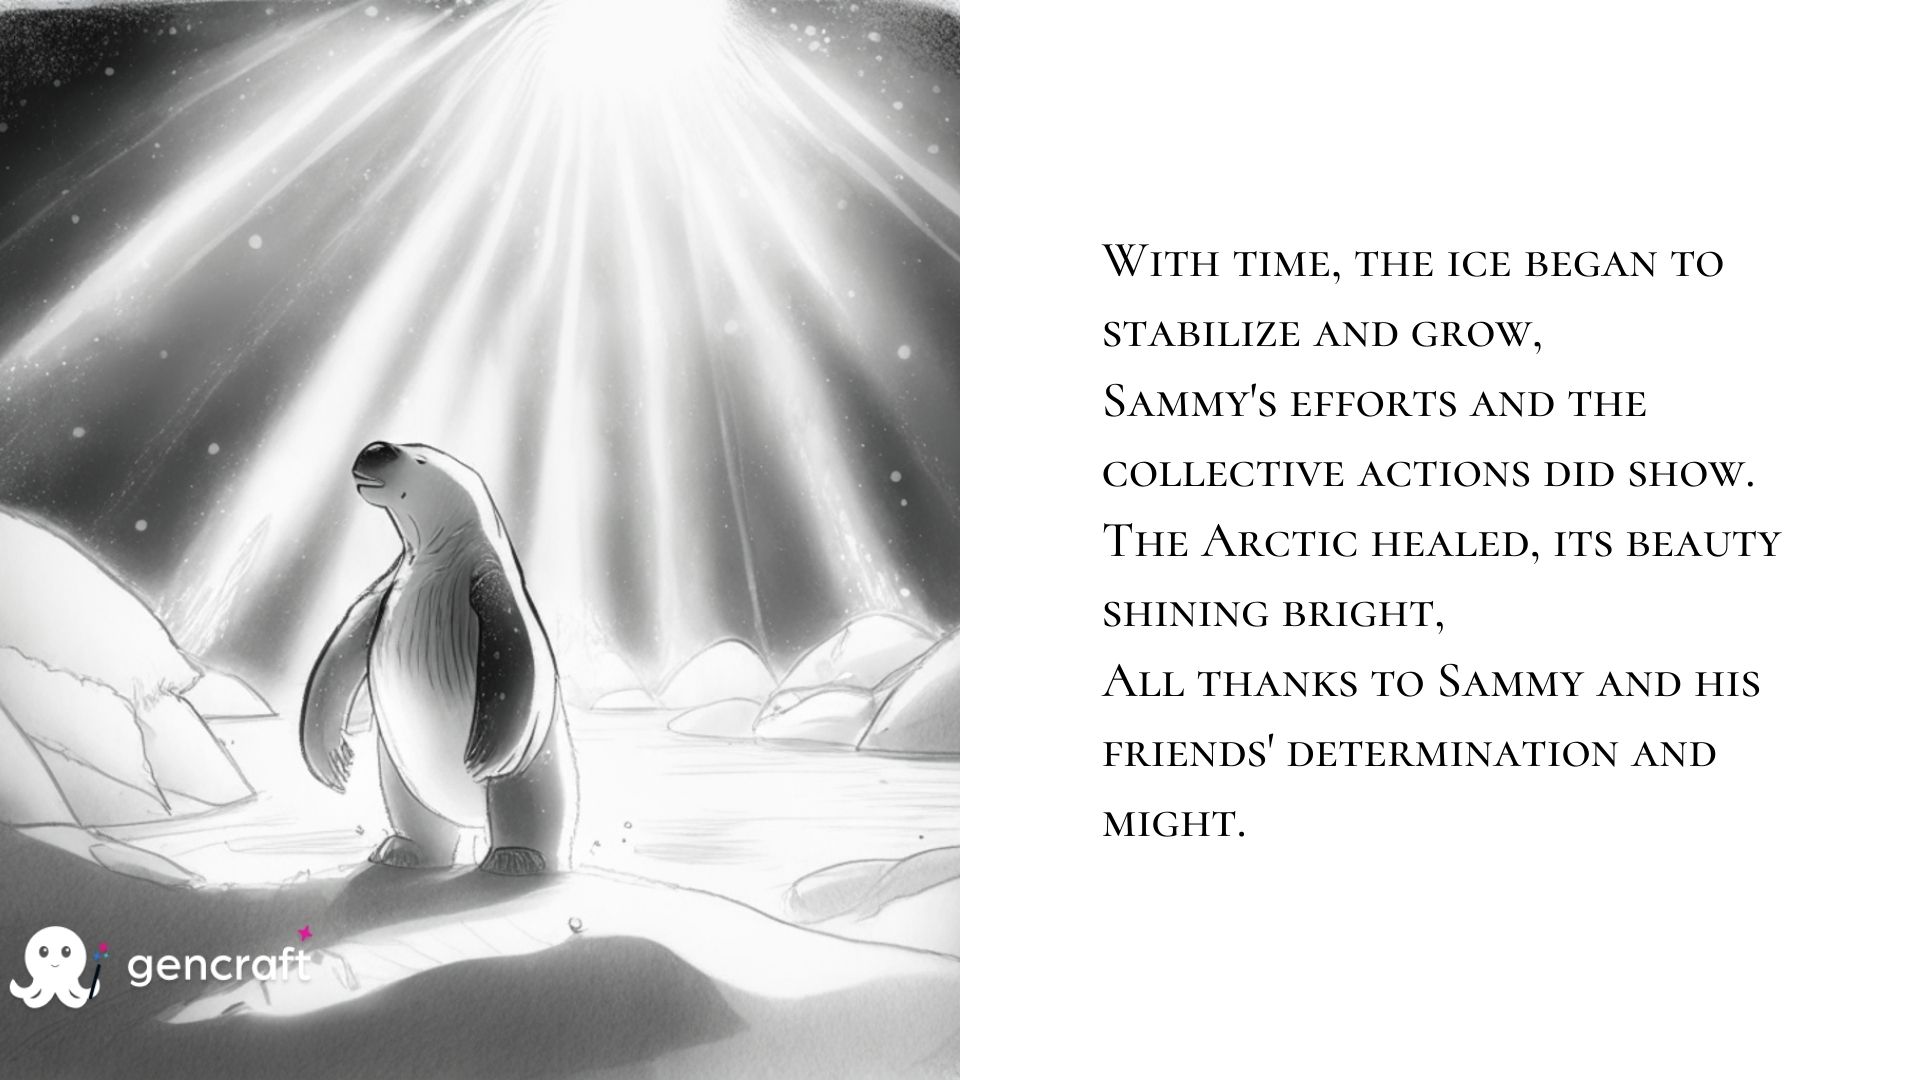 With time, the ice began to
stabilize and grow,
Sammy's efforts and the
collective actions did show.
The Arctic healed, its beauty
shining bright,
All thanks to Sammy and his
friends' determination and
might.
gencraft